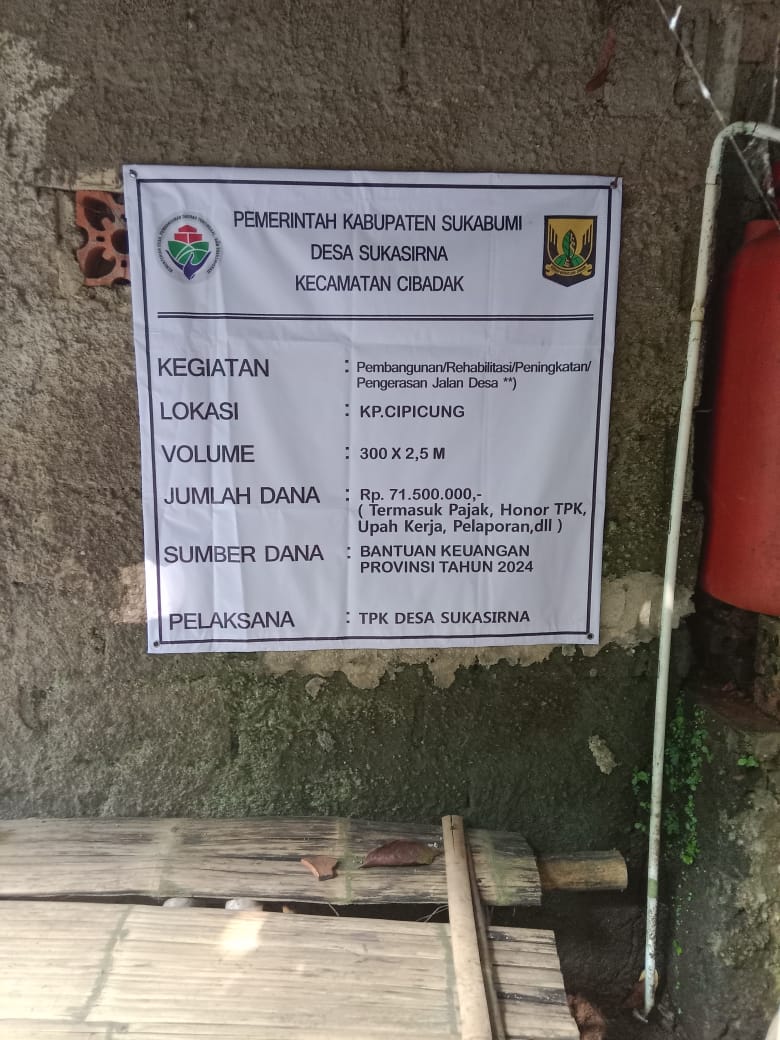 PEMERINTAH KABUPATEN SUKABUMI
DESA SUKASIRNA
KECAMATAN CIBADAK
KEGIATAN : Pembangunan/Rehabilitasi/Peningkatan/
Pengerasan Jalan Desa **)
LOKASI : KP.CIPICUNG
VOLUME : 300 X 2,5 M
JUMLAH DANA : Rp. 71.500.000,-
( Termasuk Pajak, Honor TPK,
Upah Kerja, Pelaporan,dll )
SUMBER DANA : BANTUAN KEUANGAN
PROVINSI TAHUN 2024
PELAKSANA : TPK DESA SUKASIRNA